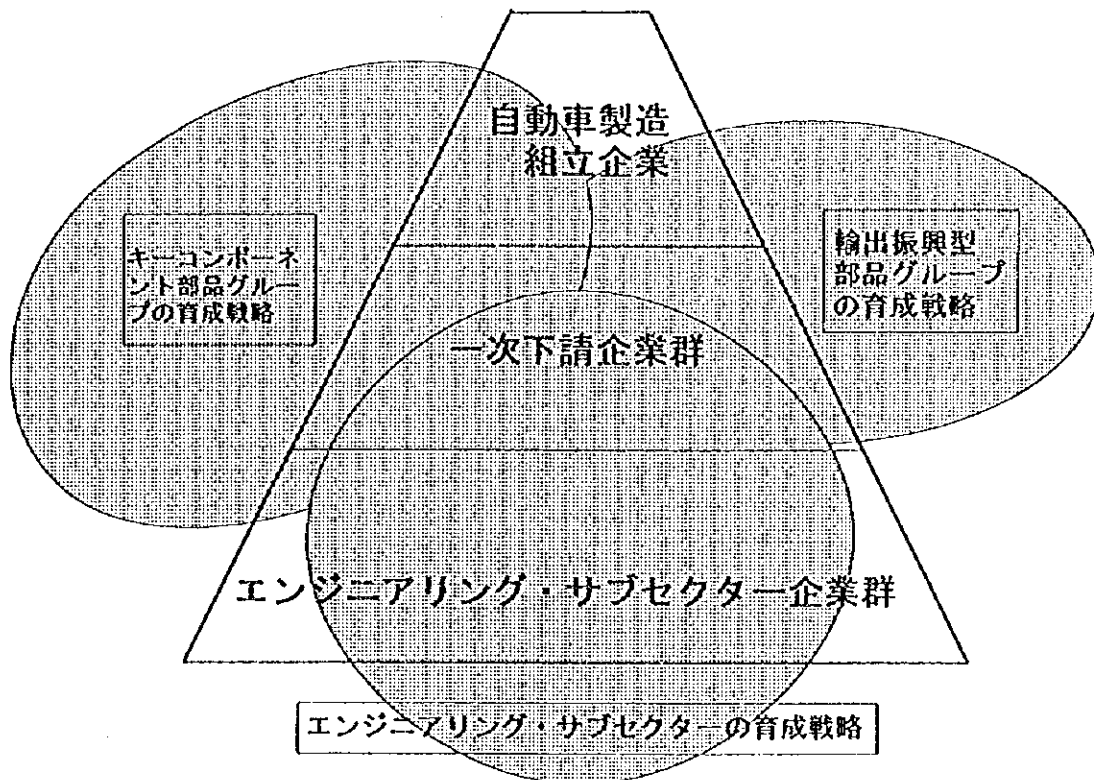 自動車製造
組立企業
キーコンポーネ
ント部品グルー
プの育成戦略
輸出振興型
部品グループ
の育成戦略
一次下請企業群
エンジニアリング・サブセクター企業群
エンジニアリング・サブセクターの育成戦略